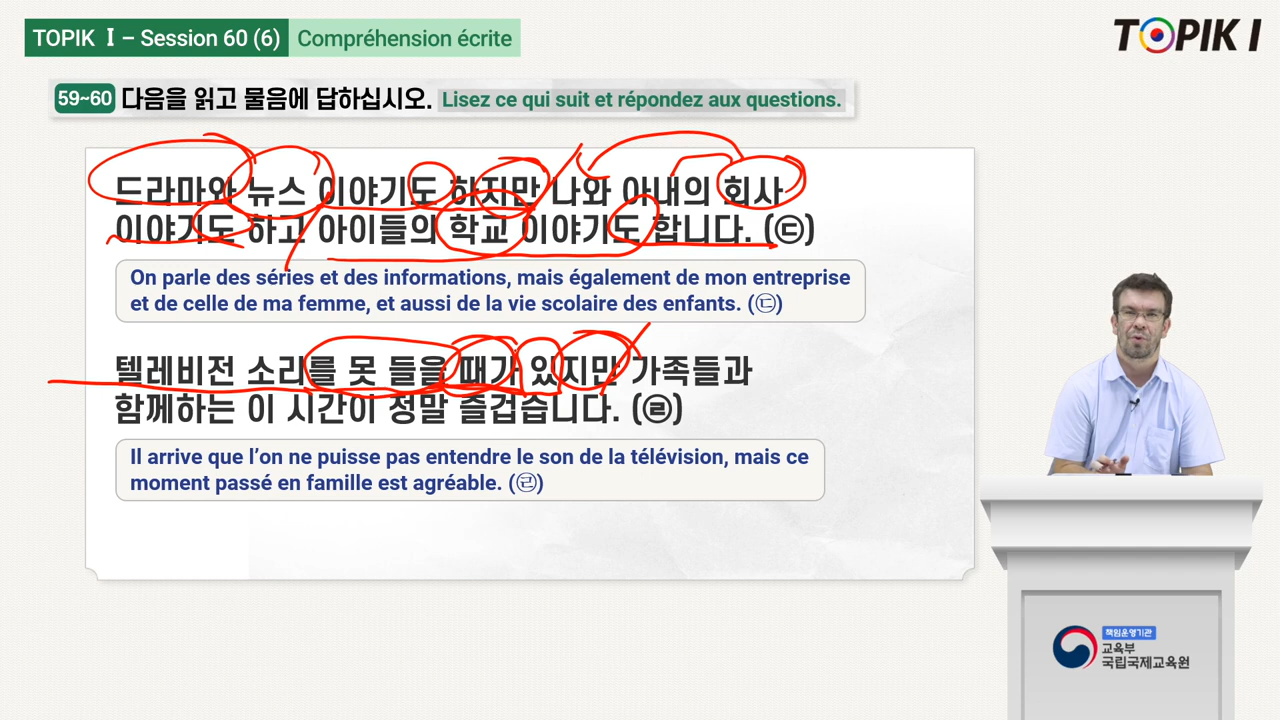 TOPIK Ⅰ – Session 60 (6) Compréhension écrite
TOPIK I
59~60 다음을 읽고 물음에 답하십시오. Lisez ce qui suit et répondez aux questions.
드라마와 뉴스 이야기도 하지만 나와 아내의 회사
이야기도 하고 아이들의 학교 이야기도 합니다. (㉢)
On parle des séries et des informations, mais également de mon entreprise
et de celle de ma femme, et aussi de la vie scolaire des enfants. (㉢)
텔레비전 소리를 못 들을 때가 있지만 가족들과
함께하는 이 시간이 정말 즐겁습니다. (㉣)
Il arrive que l’on ne puisse pas entendre le son de la télévision, mais ce
moment passé en famille est agréable. (㉣)
책임운영기관
교육부
국립국제교육원